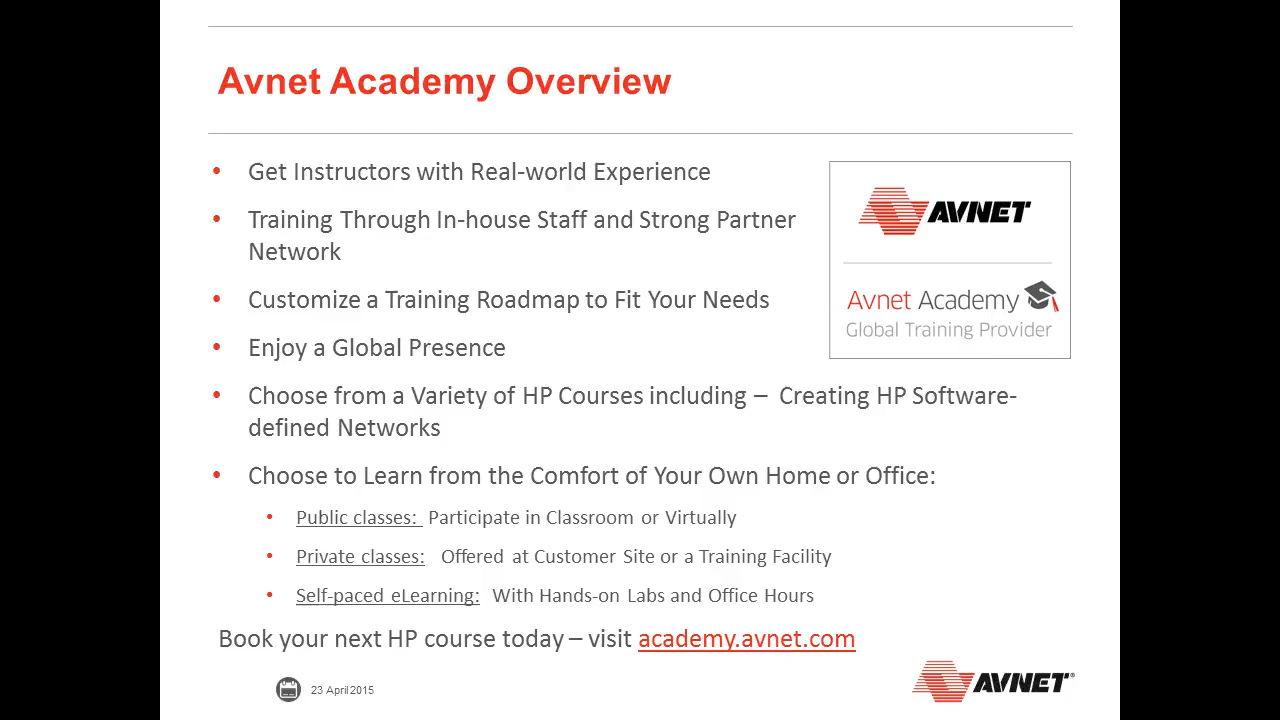 Avnet Academy Overview
• Get Instructors with Real-world Experience
• Training Through In-house Staff and Strong Partner
Network
• Customize a Training Roadmap to Fit Your Needs
• Enjoy a Global Presence
• Choose from a Variety of HP Courses including – Creating HP Software-
defined Networks
• Choose to Learn from the Comfort of Your Own Home or Office:
• Public classes: Participate in Classroom or Virtually
• Private classes: Offered at Customer Site or a Training Facility
• Self-paced eLearning: With Hands-on Labs and Office Hours
Book your next HP course today – visit academy.avnet.com
AVNET
Avnet Academy
Global Training Provider
23 April 2015
AVNET®